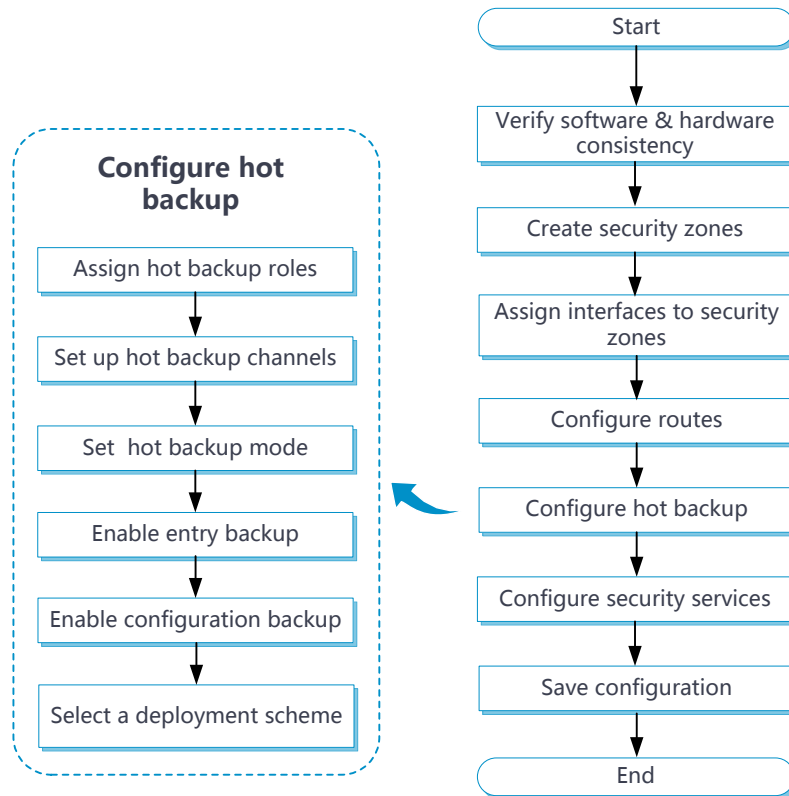 Configure hot
backup
Assign hot backup roles
Set up hot backup channels
Set hot backup mode
Enable entry backup
Enable configuration backup
Select a deployment scheme
Start
Verify software & hardware
consistency
Create security zones
Assign interfaces to security
zones
Configure routes
Configure hot backup
Configure security services
Save configuration
End